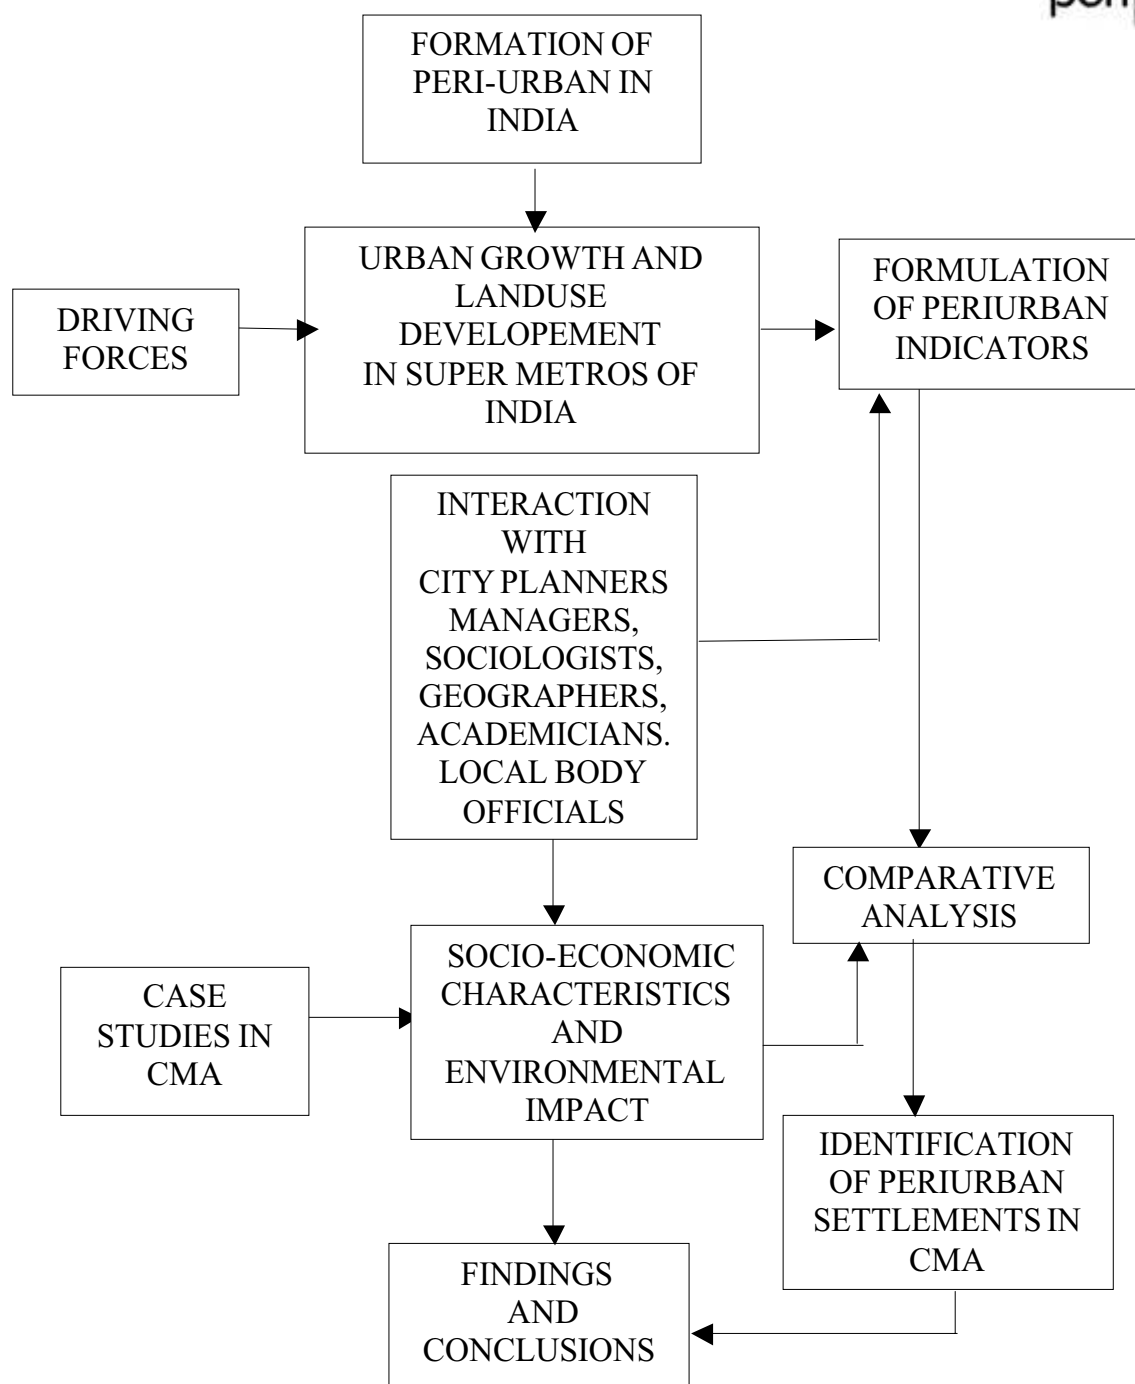 FORMATION OF
PERI-URBAN IN
INDIA
URBAN GROWTH AND
LANDUSE
DEVELOPEMENT
IN SUPER METROS OF
INDIA
DRIVING
FORCES
FORMULATION
OF PERIURBAN
INDICATORS
INTERACTION
WITH
CITY PLANNERS
MANAGERS,
SOCIOLOGISTS,
GEOGRAPHERS,
ACADEMICIANS.
LOCAL BODY
OFFICIALS
COMPARATIVE
ANALYSIS
CASE
STUDIES IN
CMA
SOCIO-ECONOMIC
CHARACTERISTICS
AND
ENVIRONMENTAL
IMPACT
IDENTIFICATION
OF PERIURBAN
SETTLEMENTS IN
CMA
FINDINGS
AND
CONCLUSIONS